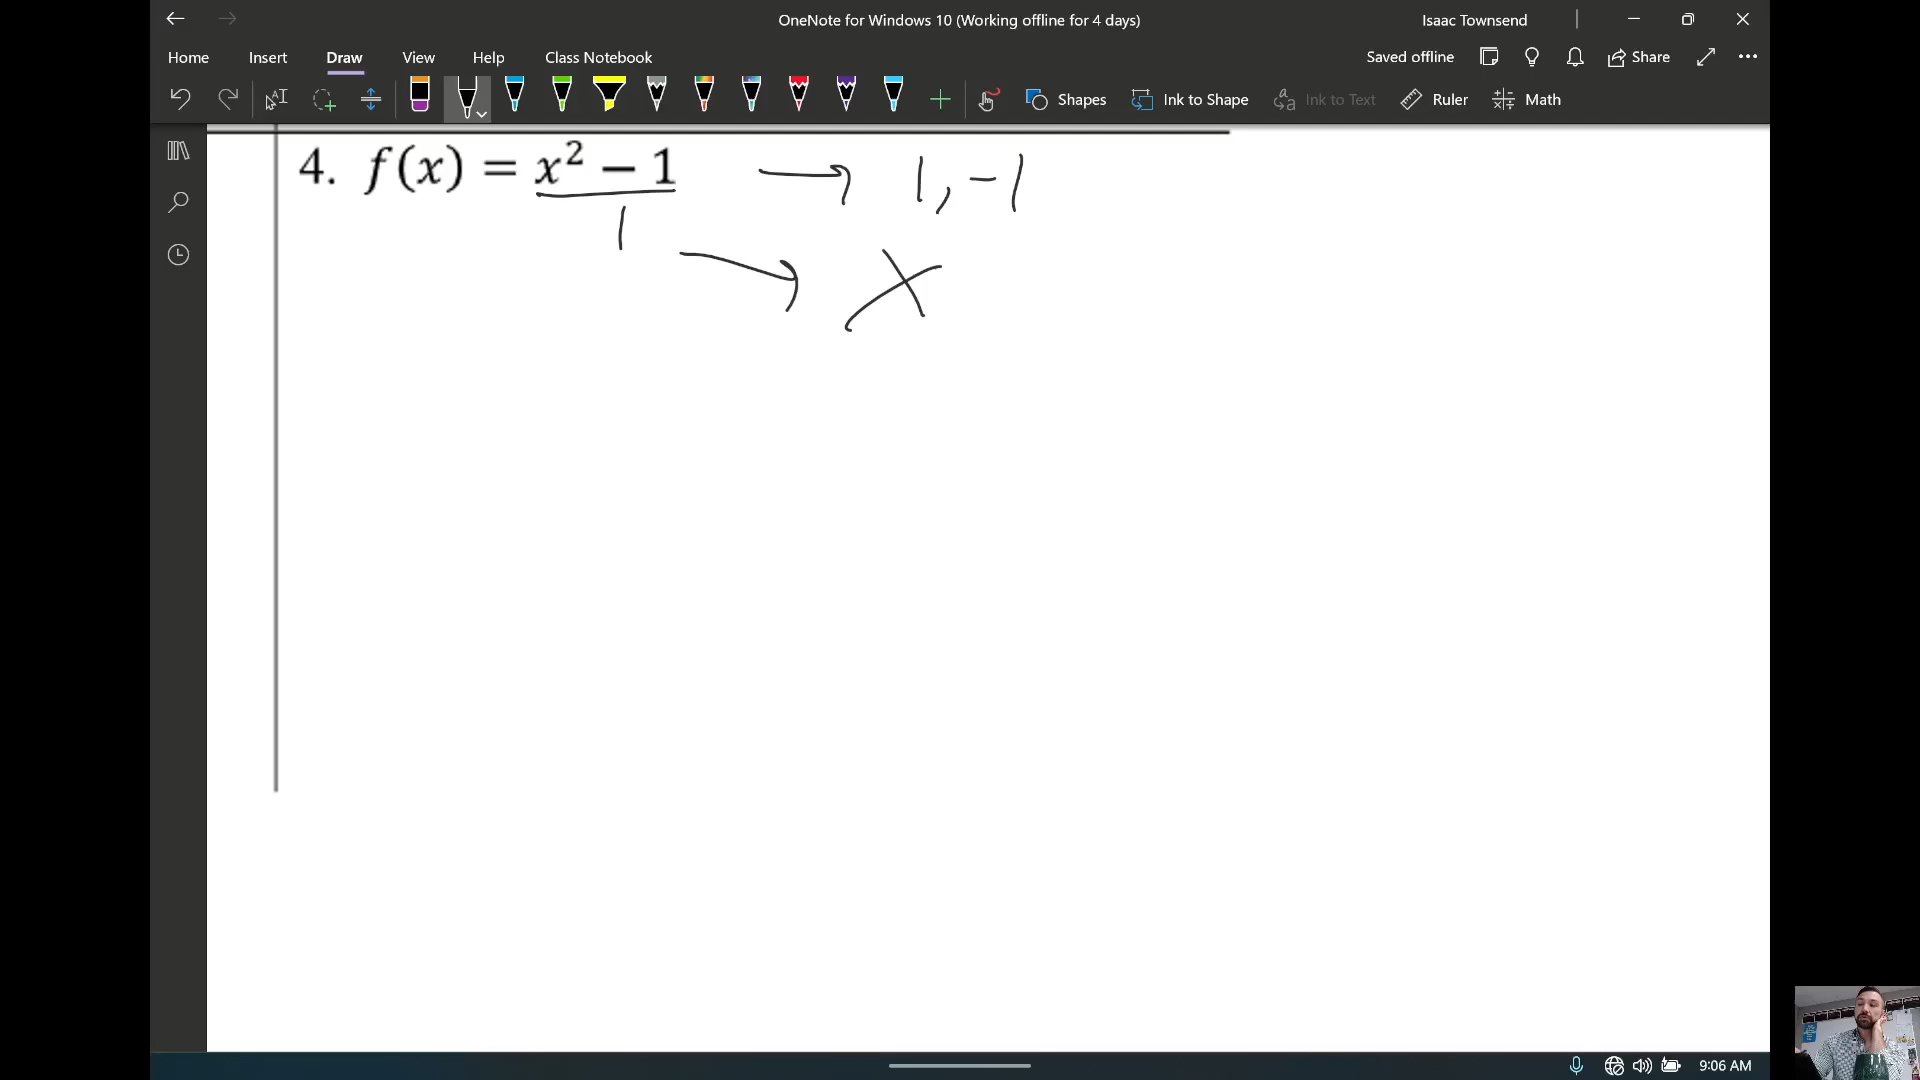 OneNote for Windows 10 (Working offline for 4 days)
Isaac Townsend
Home Insert Draw View Help Class Notebook
Saved offline Share
Shapes Ink to Shape Ink to Text Ruler Math
4. f(x) = x² − 1 → 1, -1
1
→ X
9:06 AM